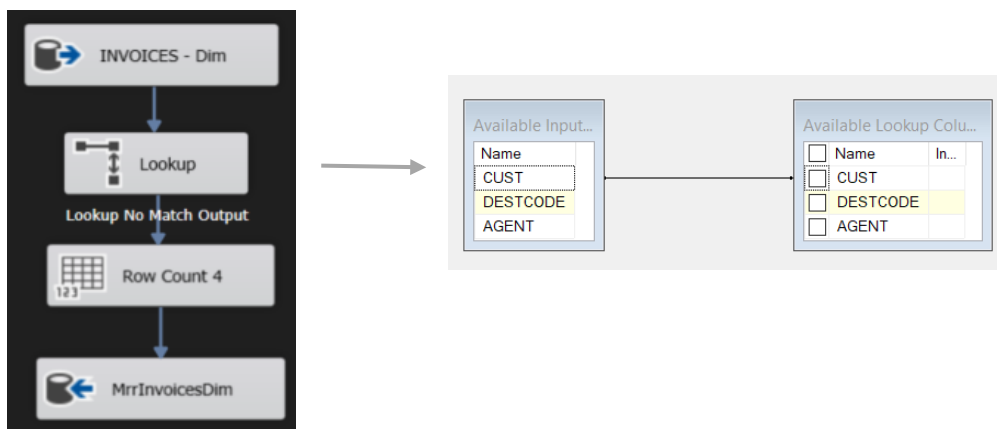 INVOICES - Dim
Lookup
Lookup No Match Output
123
Row Count 4
MrrInvoicesDim
Available Input...
Name
CUST
DESTCODE
AGENT
Available Lookup Colu...
Name In...
CUST
DESTCODE
AGENT